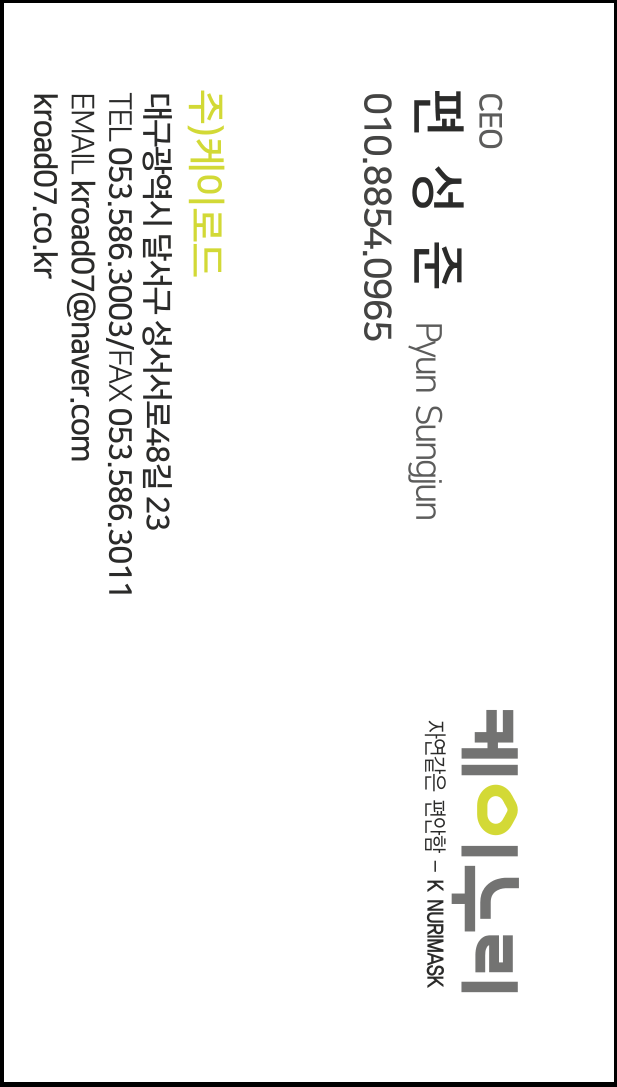 케이누리
자연같은 편안함 - K NURIMASK
CEO
편 성 준 Pyun Sungjun
010.8854.0965
주)케이로드
대구광역시 달서구 성서서로48길 23
TEL 053.586.3003/FAX 053.586.3011
EMAIL kroad07@naver.com
kroad07.co.kr